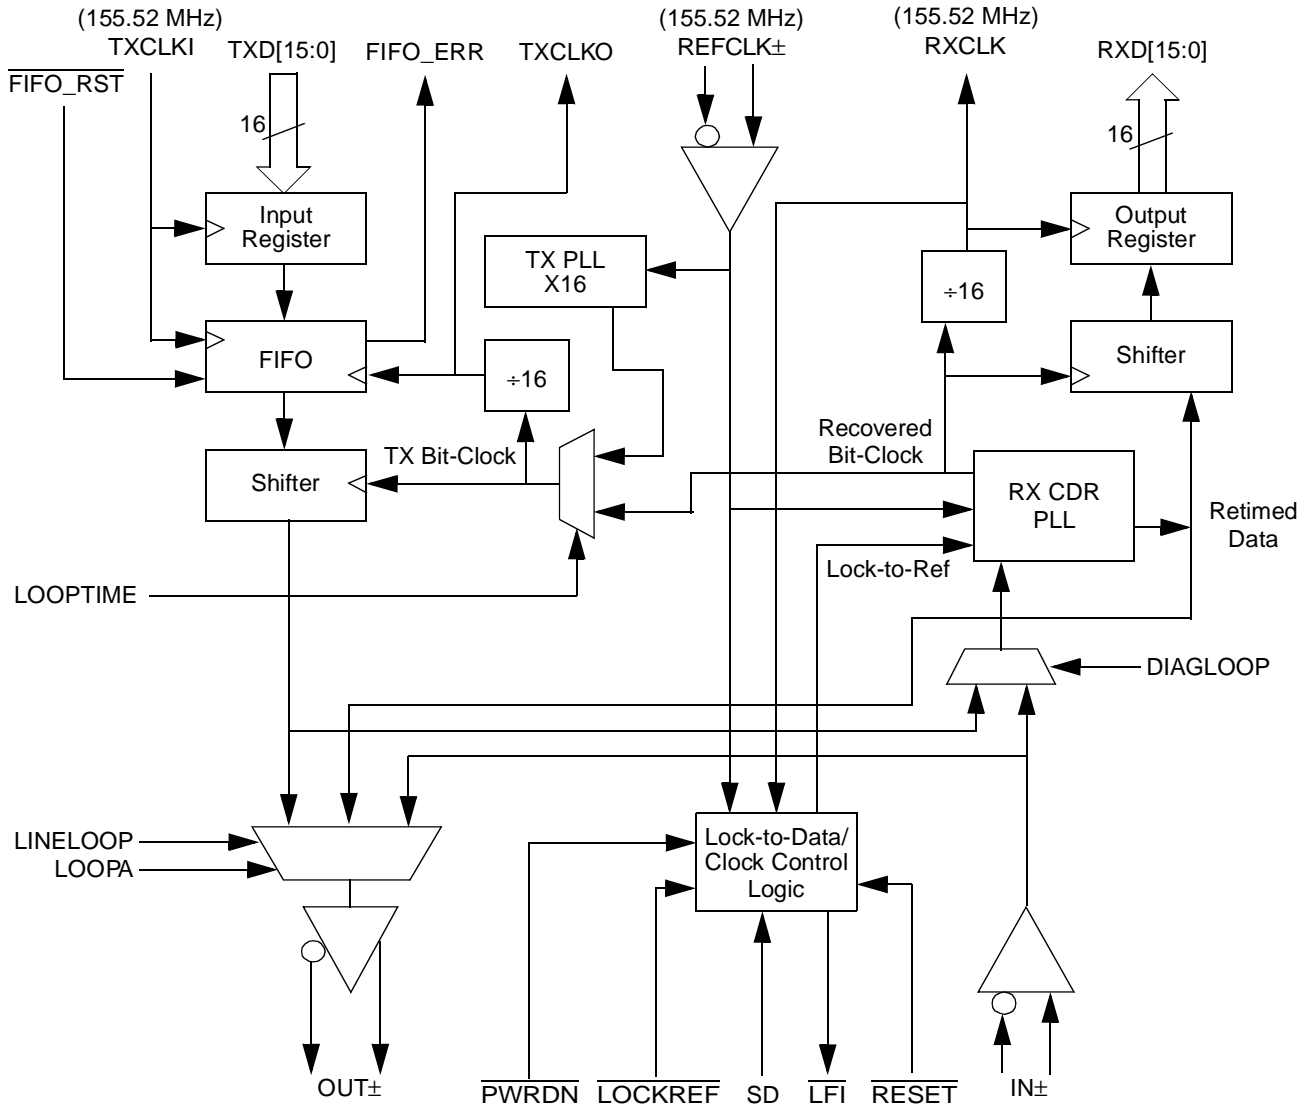 (155.52 MHz)
TXCLKI
TXD[15:0]
FIFO_ERR
TXCLKO
(155.52 MHz)
REFCLK±
(155.52 MHz)
RXCLK
RXD[15:0]
FIFO_RST
16
16
Input
Register
Output
Register
TX PLL
X16
÷16
FIFO
÷16
Shifter
Shifter
TX Bit-Clock
Recovered
Bit-Clock
RX CDR
PLL
Retimed
Data
Lock-to-Ref
LOOPTIME
DIAGLOOP
LINELOOP
LOOPA
Lock-to-Data/
Clock Control
Logic
OUT±
PWRDN
LOCKREF
SD
LFI
RESET
IN±